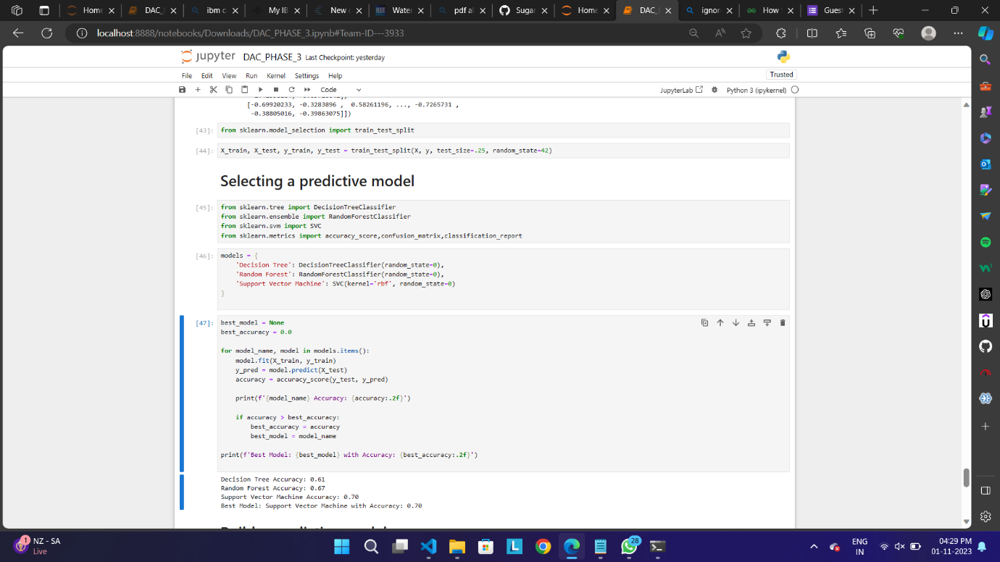 Home
DAC_
ibm c
My IB
New
Water
pdf al
Sugar
Home
DAC_
ignor
How
Guest
localhost:8888/notebooks/Downloads/DAC_PHASE_3.ipynb#Team-ID---3933
jupyter DAC_PHASE_3 Last Checkpoint: yesterday
File Edit View Run Kernel Settings Help
Trusted
Code
JupyterLab
Python 3 (ipykernel)
[-0.69920233, -0.3283896 , 0.58261196, ..., -0.7265731 ,
-0.38805016, -0.39863075]])
[43]: from sklearn.model_selection import train_test_split
[44]: X_train, X_test, y_train, y_test = train_test_split(X, y, test_size=.25, random_state=42)
Selecting a predictive model
[45]: from sklearn.tree import DecisionTreeClassifier
from sklearn.ensemble import RandomForestClassifier
from sklearn.svm import SVC
from sklearn.metrics import accuracy_score,confusion_matrix,classification_report
[46]: models = {
'Decision Tree': DecisionTreeClassifier(random_state=0),
'Random Forest': RandomForestClassifier(random_state=0),
'Support Vector Machine': SVC(kernel='rbf', random_state=0)
}
[47]: best_model = None
best_accuracy = 0.0
for model_name, model in models.items():
model.fit(X_train, y_train)
y_pred = model.predict(X_test)
accuracy = accuracy_score(y_test, y_pred)
print(f'{model_name} Accuracy: {accuracy:.2f}')
if accuracy > best_accuracy:
best_accuracy = accuracy
best_model = model_name
print(f'Best Model: {best_model} with Accuracy: {best_accuracy:.2f}')
Decision Tree Accuracy: 0.61
Random Forest Accuracy: 0.67
Support Vector Machine Accuracy: 0.70
Best Model: Support Vector Machine with Accuracy: 0.70
1
NZ - SA
Live
28
ENG
IN
04:29 PM
01-11-2023